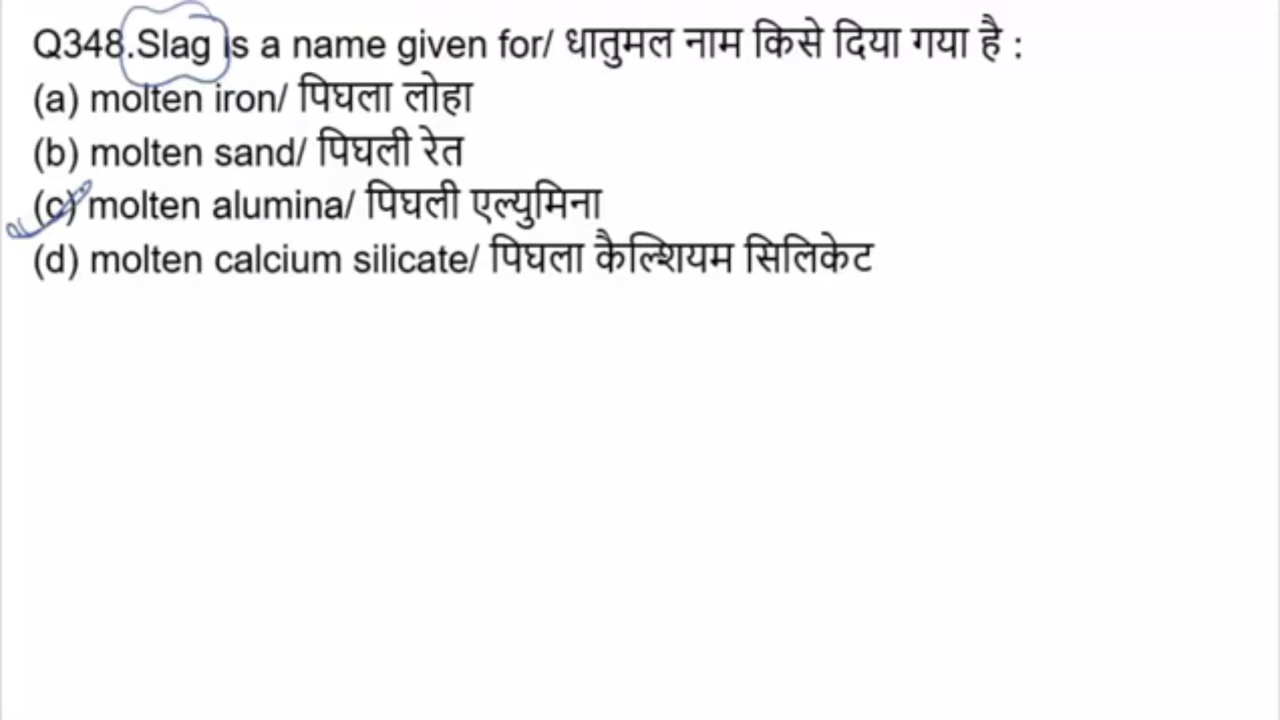 Q348.Slag is a name given for/ धातुमल नाम किसे दिया गया है :
(a) molten iron/ पिघला लोहा
(b) molten sand/ पिघली रेत
(c) molten alumina/ पिघली एल्युमिना
(d) molten calcium silicate/ पिघला कैल्शियम सिलिकेट